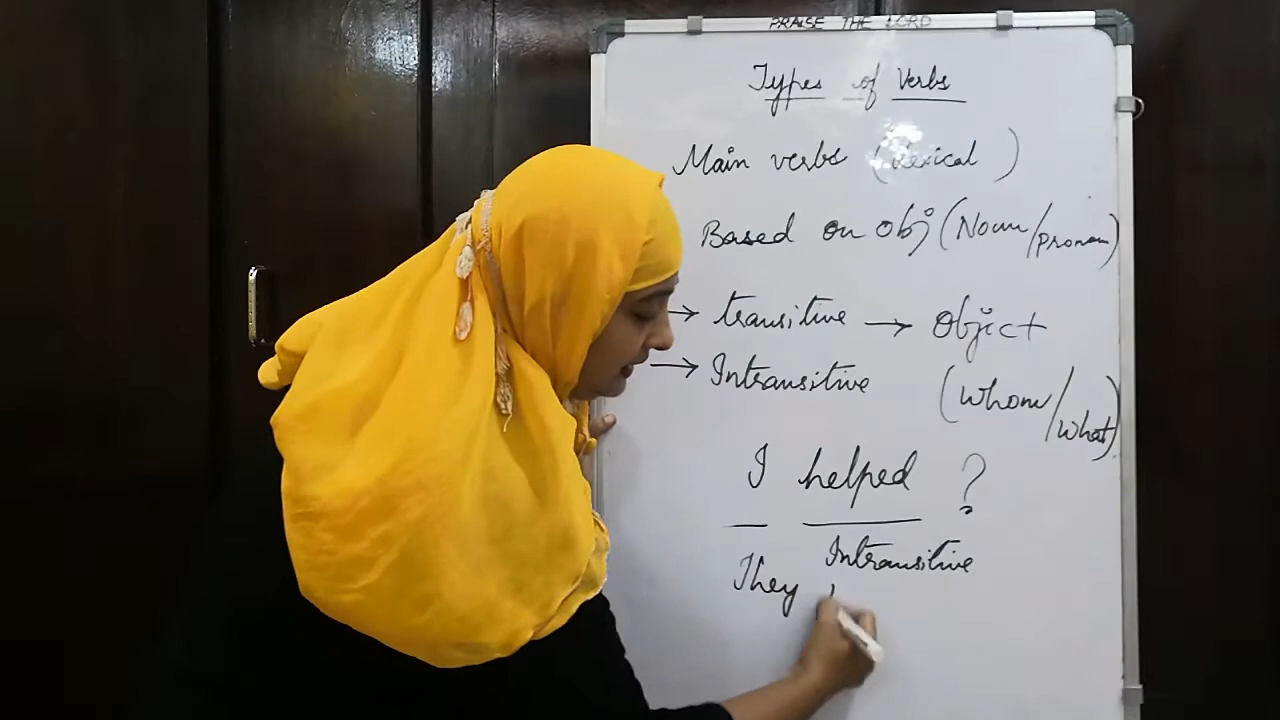 PRAISE THE LORD
Types of Verbs
Main verbs (Lexical)
Based on obj (Noun/pronoun)
→ transitive → Object
→ Intransitive (whom/what)
I helped ?
Intransitive
They